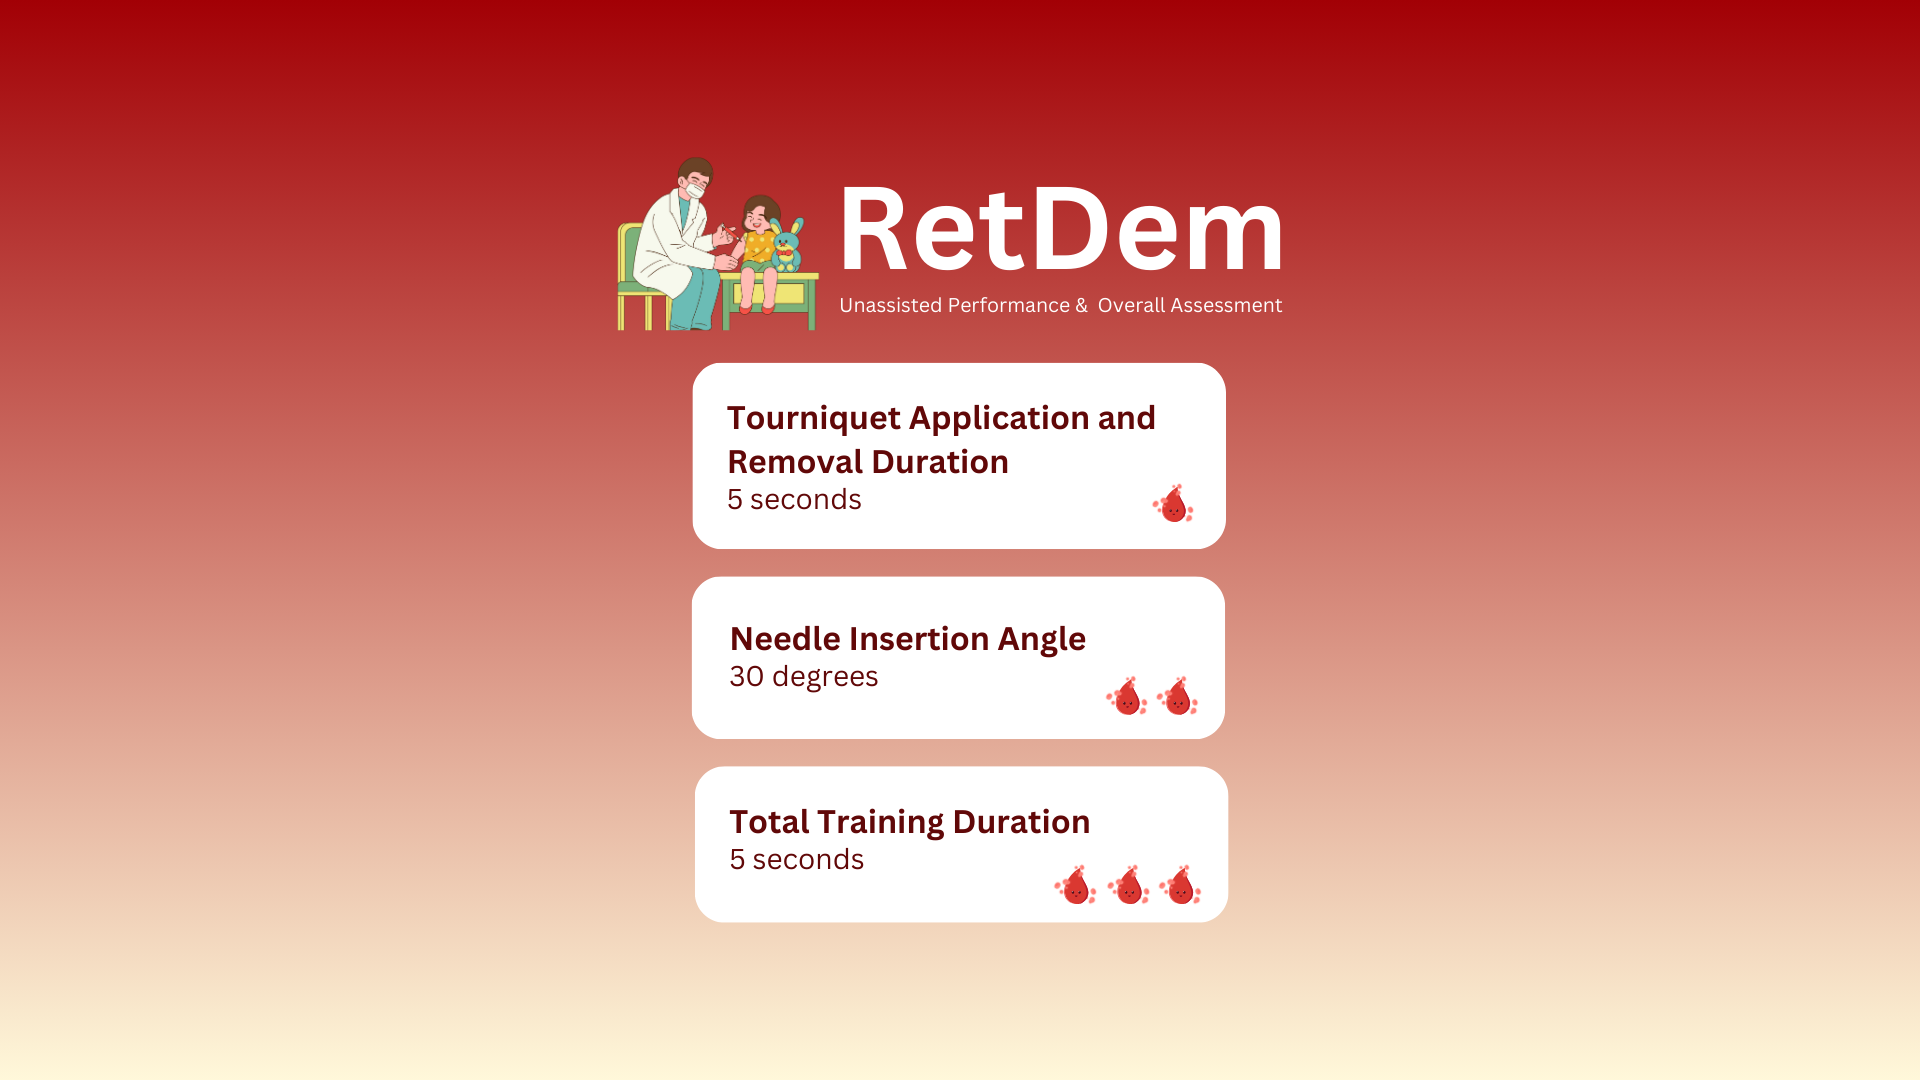 RetDem
Unassisted Performance & Overall Assessment
Tourniquet Application and
Removal Duration
5 seconds
Needle Insertion Angle
30 degrees
Total Training Duration
5 seconds